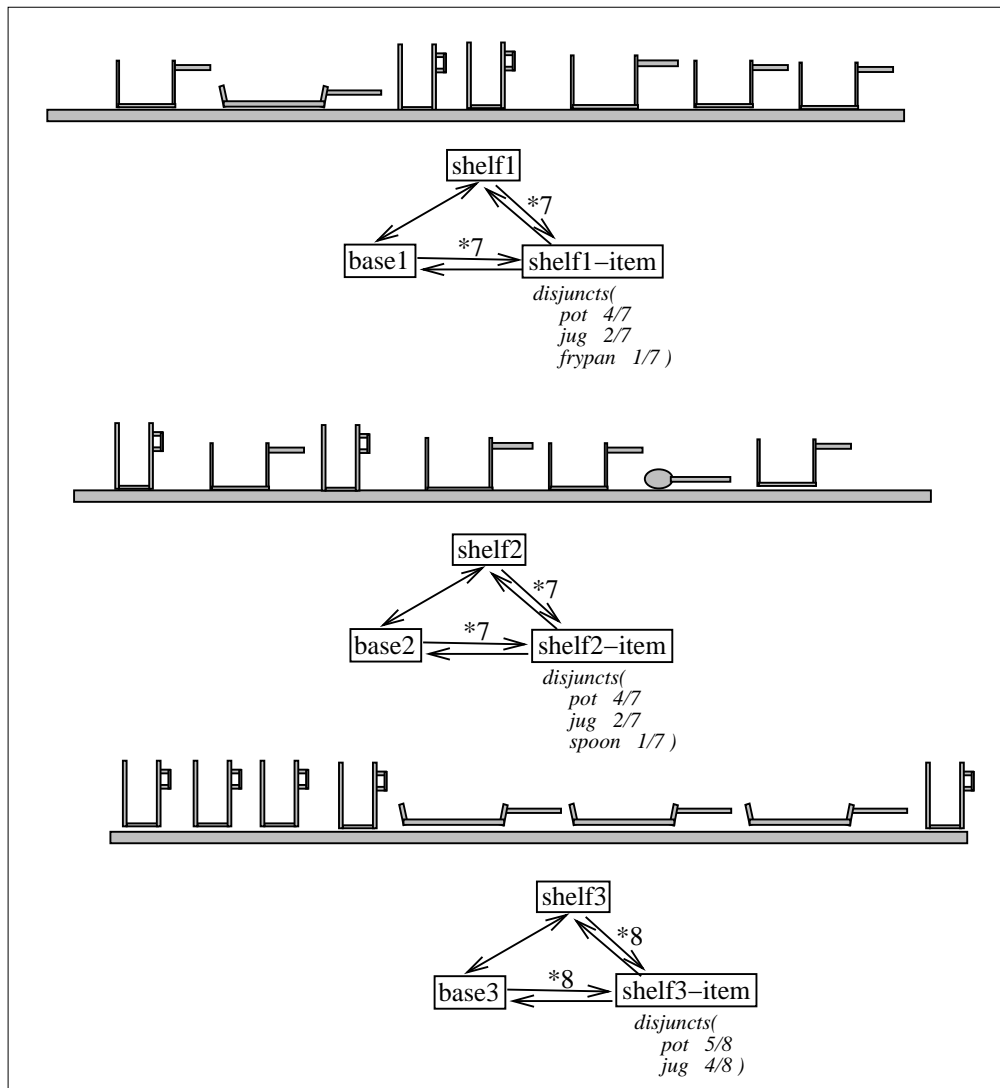 shelf1
*7
*7
base1
shelf1-item
disjuncts(
pot 4/7
jug 2/7
frypan 1/7 )
shelf2
*7
*7
base2
shelf2-item
disjuncts(
pot 4/7
jug 2/7
spoon 1/7 )
shelf3
*8
*8
base3
shelf3-item
disjuncts(
pot 5/8
jug 4/8 )